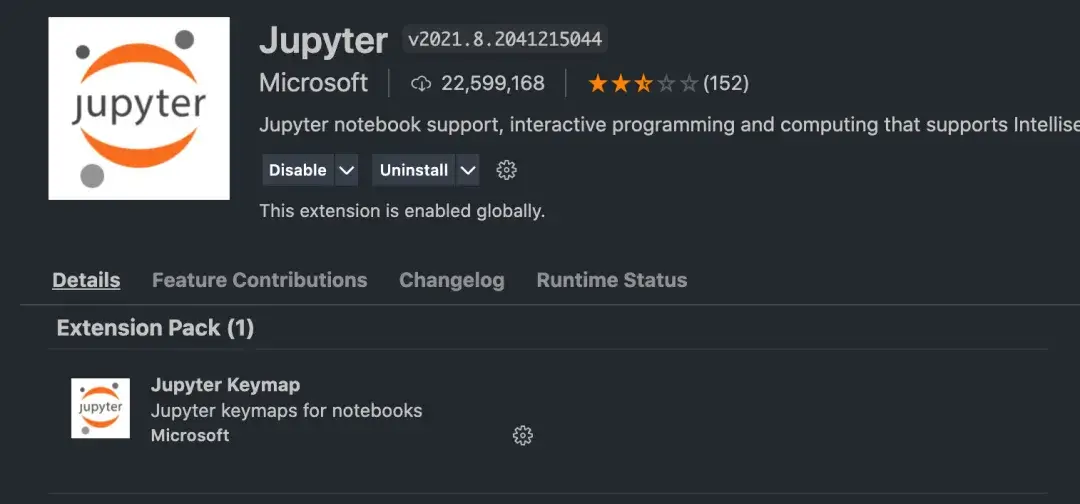 jupyter
Jupyter v2021.8.2041215044
Microsoft 22,599,168 (152)
Jupyter notebook support, interactive programming and computing that supports Intellise
Disable Uninstall
This extension is enabled globally.
Details Feature Contributions Changelog Runtime Status
Extension Pack (1)
jupyter
Jupyter Keymap
Jupyter keymaps for notebooks
Microsoft